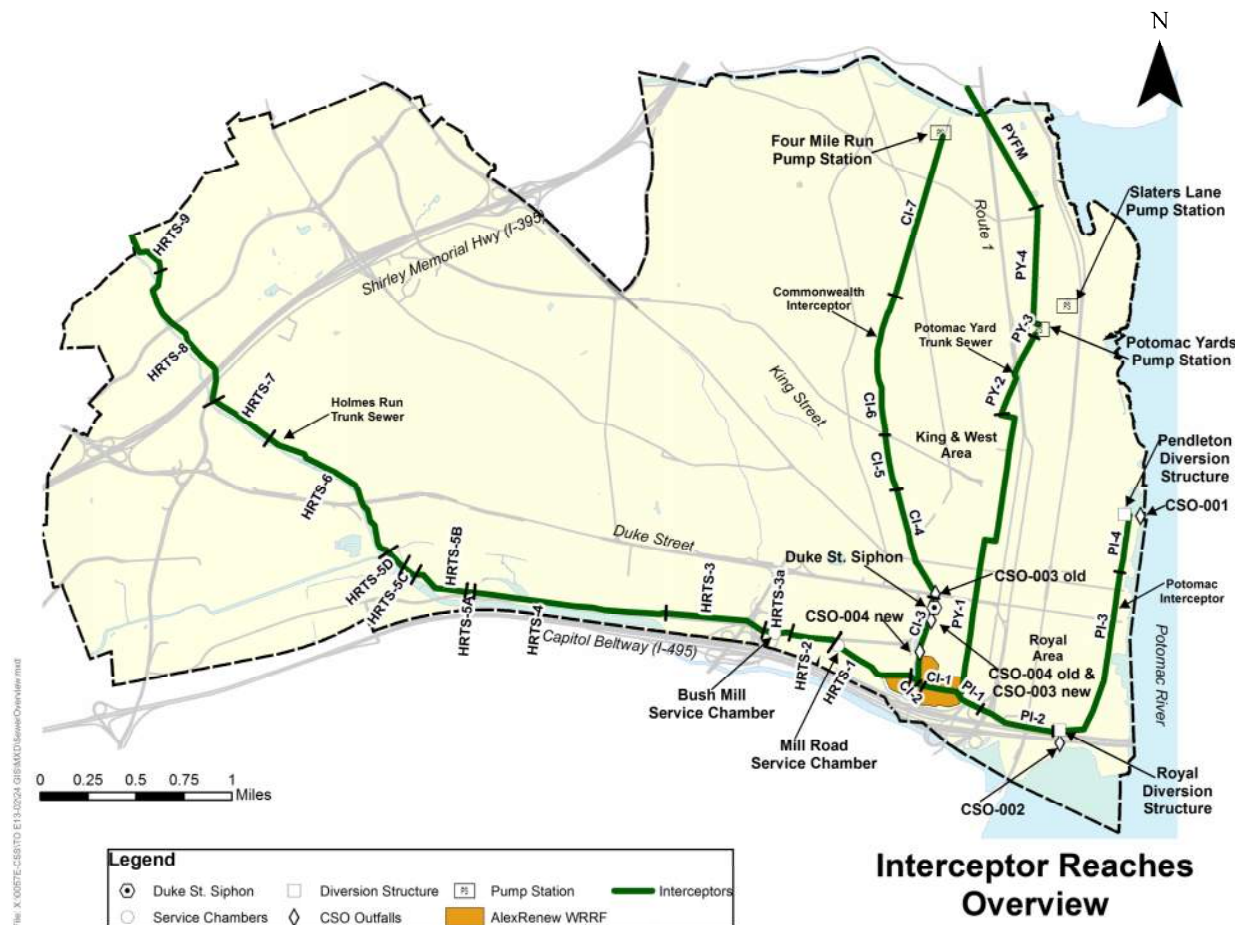 N
Four Mile Run
Pump Station
PYFM
Slaters Lane
Pump Station
HRTS-9
Shirley Memorial Hwy (I-395)
CI-7
Route 1
PY-4
Commonwealth
Interceptor
Potomac Yard
Trunk Sewer
PY-3
Potomac Yards
Pump Station
HRTS-8
HRTS-7
King Street
PY-2
Holmes Run
Trunk Sewer
CI-6
King & West
Area
Pendleton
Diversion
Structure
HRTS-6
CI-5
CSO-001
CI-4
PI-4
Duke Street
Duke St. Siphon
HRTS-5D
HRTS-5C
HRTS-5B
HRTS-5A
HRTS-4
HRTS-3
HRTS-3a
CSO-003 old
Potomac
Interceptor
CSO-004 new
CI-3
PY-1
PI-3
Capitol Beltway (I-495)
HRTS-2
HRTS-1
Royal
Area
CSO-004 old &
CSO-003 new
Potomac River
Bush Mill
Service Chamber
CI-2
CI-1
PI-1
PI-2
Mill Road
Service Chamber
Royal
Diversion
Structure
CSO-002
0 0.25 0.5 0.75 1
Miles
Legend
Duke St. Siphon
Diversion Structure
PS
Pump Station
Interceptors
Service Chambers
CSO Outfalls
AlexRenew WRRF
Interceptor Reaches
Overview